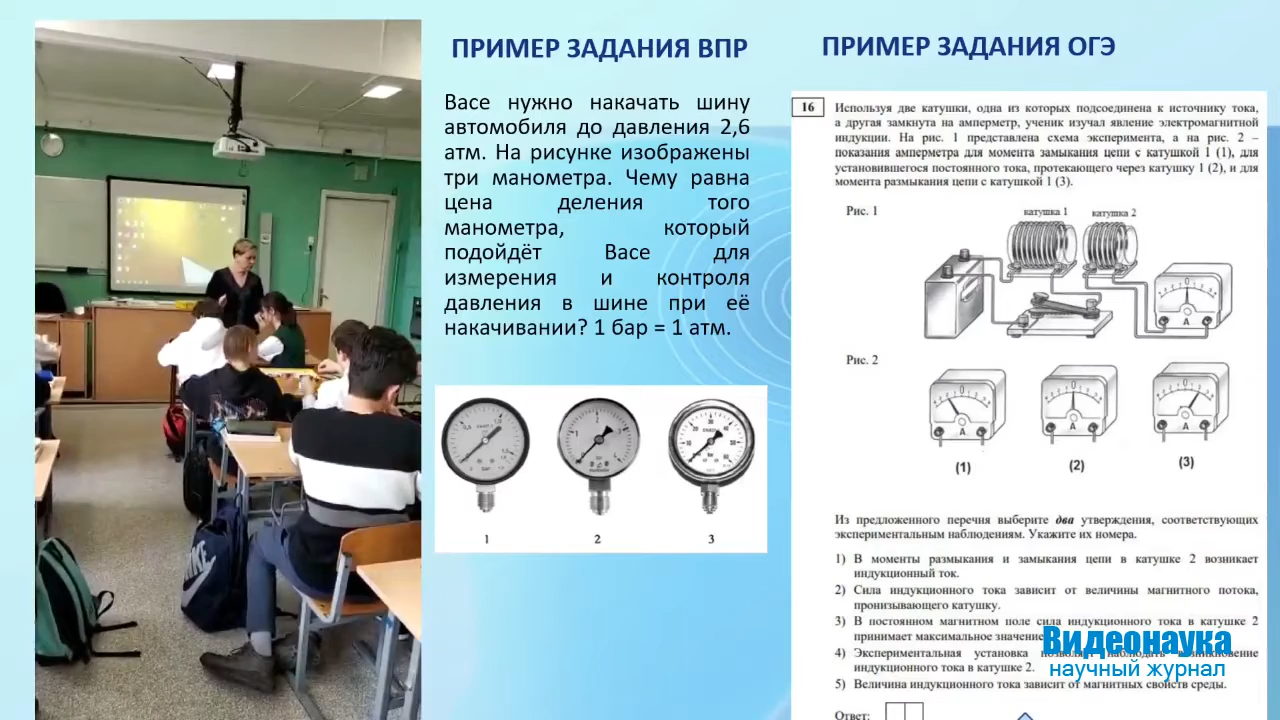 ПРИМЕР ЗАДАНИЯ ВПР
Васе нужно накачать шину
автомобиля до давления 2,6
атм. На рисунке изображены
три манометра. Чему равна
цена деления того
манометра, который
подойдёт Васе для
измерения и контроля
давления в шине при её
накачивании? 1 бар = 1 атм.
1
2
3
ПРИМЕР ЗАДАНИЯ ОГЭ
16
Используя две катушки, одна из которых подсоединена к источнику тока,
а другая замкнута на амперметр, ученик изучал явление электромагнитной
индукции. На рис. 1 представлена схема эксперимента, а на рис. 2 –
показания амперметра для момента замыкания цепи с катушкой 1 (1), для
установившегося постоянного тока, протекающего через катушку 1 (2), и для
момента размыкания цепи с катушкой 1 (3).
Рис. 1
катушка 1
катушка 2
A
Рис. 2
A
A
A
(1)
(2)
(3)
Из предложенного перечня выберите два утверждения, соответствующих
экспериментальным наблюдениям. Укажите их номера.
1) В моменты размыкания и замыкания цепи в катушке 2 возникает
индукционный ток.
2) Сила индукционного тока зависит от величины магнитного потока,
пронизывающего катушку.
3) В постоянном магнитном поле сила индукционного тока в катушке 2
принимает максимальное значение
4) Экспериментальная установка позволяет наблюдать возникновение
индукционного тока в катушке 2.
5) Величина индукционного тока зависит от магнитных свойств среды.
Ответ:
Видеонаука
научный журнал
NIKE